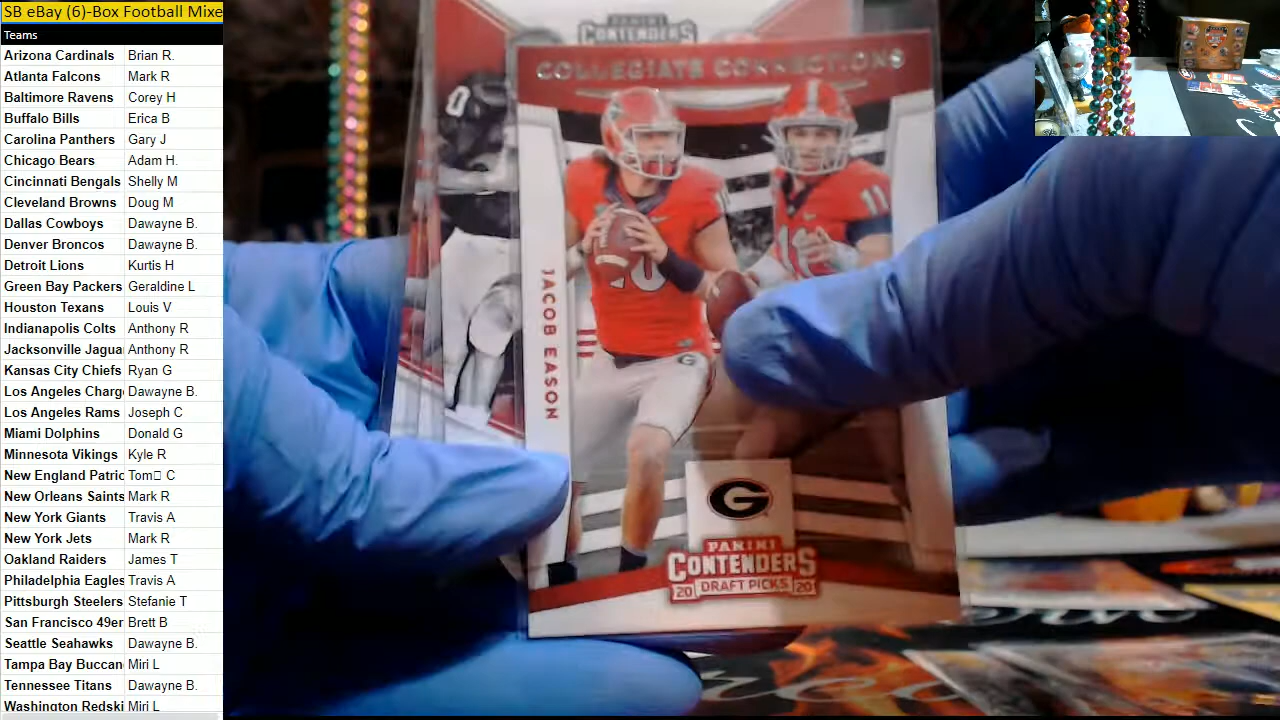 SB eBay (6)-Box Football Mixe
Teams
Arizona Cardinals Brian R.
Atlanta Falcons Mark R
Baltimore Ravens Corey H
Buffalo Bills Erica B
Carolina Panthers Gary J
Chicago Bears Adam H.
Cincinnati Bengals Shelly M
Cleveland Browns Doug M
Dallas Cowboys Dawayne B.
Denver Broncos Dawayne B.
Detroit Lions Kurtis H
Green Bay Packers Geraldine L
Houston Texans Louis V
Indianapolis Colts Anthony R
Jacksonville Jagua Anthony R
Kansas City Chiefs Ryan G
Los Angeles Charg Dawayne B.
Los Angeles Rams Joseph C
Miami Dolphins Donald G
Minnesota Vikings Kyle R
New England Patric Tom C
New Orleans Saints Mark R
New York Giants Travis A
New York Jets Mark R
Oakland Raiders James T
Philadelphia Eagles Travis A
Pittsburgh Steelers Stefanie T
San Francisco 49er Brett B
Seattle Seahawks Dawayne B.
Tampa Bay Buccan Miri L
Tennessee Titans Dawayne B.
Washington Redski Miri L
PANINI
CONTENDERS
COLLEGIATE CONNECTIONS
0
10
11
JACOB EASON
G
G
PANINI
CONTENDERS
20 DRAFT PICKS 20